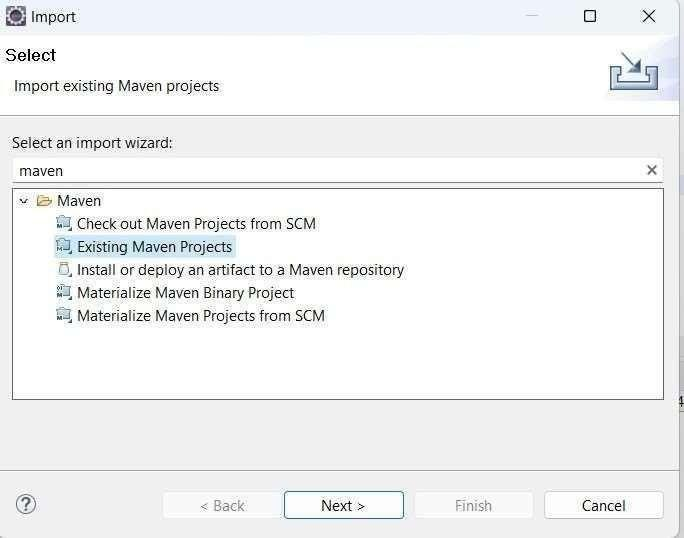 Import
Select
Import existing Maven projects
Select an import wizard:
maven
Maven
Check out Maven Projects from SCM
Existing Maven Projects
Install or deploy an artifact to a Maven repository
Materialize Maven Binary Project
Materialize Maven Projects from SCM
4
< Back
Next >
Finish
Cancel